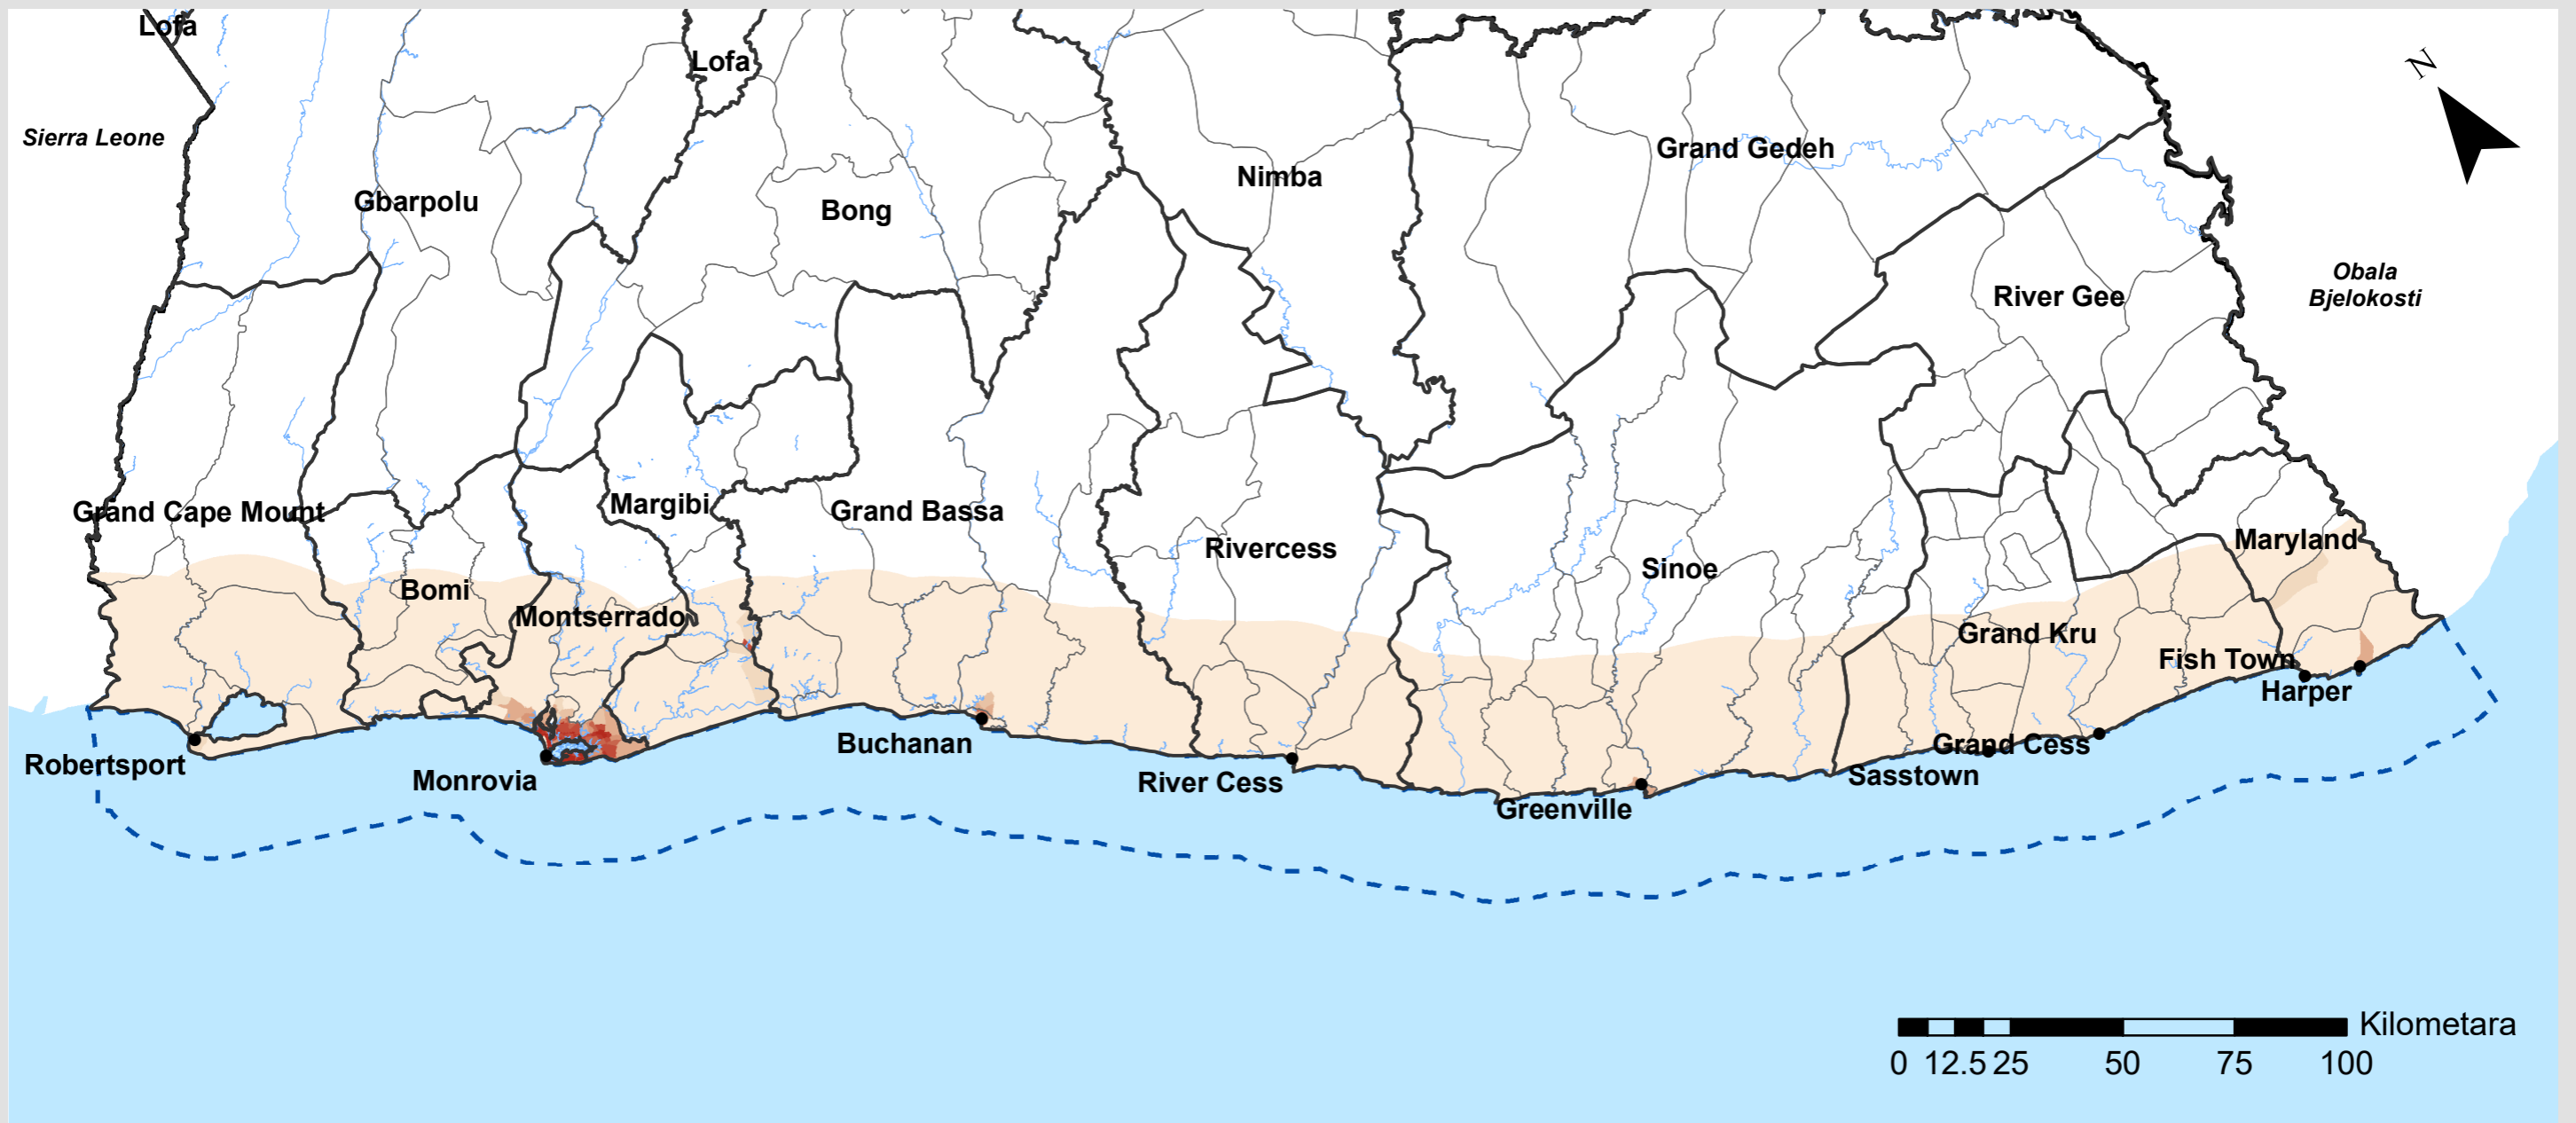 Lofa
Lofa
N
Sierra Leone
Grand Gedeh
Nimba
Gbarpolu
Bong
Obala
Bjelokosti
River Gee
Margibi
Grand Cape Mount
Grand Bassa
Maryland
Rivercess
Sinoe
Bomi
Montserrado
Grand Kru
Fish Town
Harper
Buchanan
Grand Cess
Robertsport
Sasstown
Monrovia
River Cess
Greenville
Kilometara
0 12.5 25 50 75 100